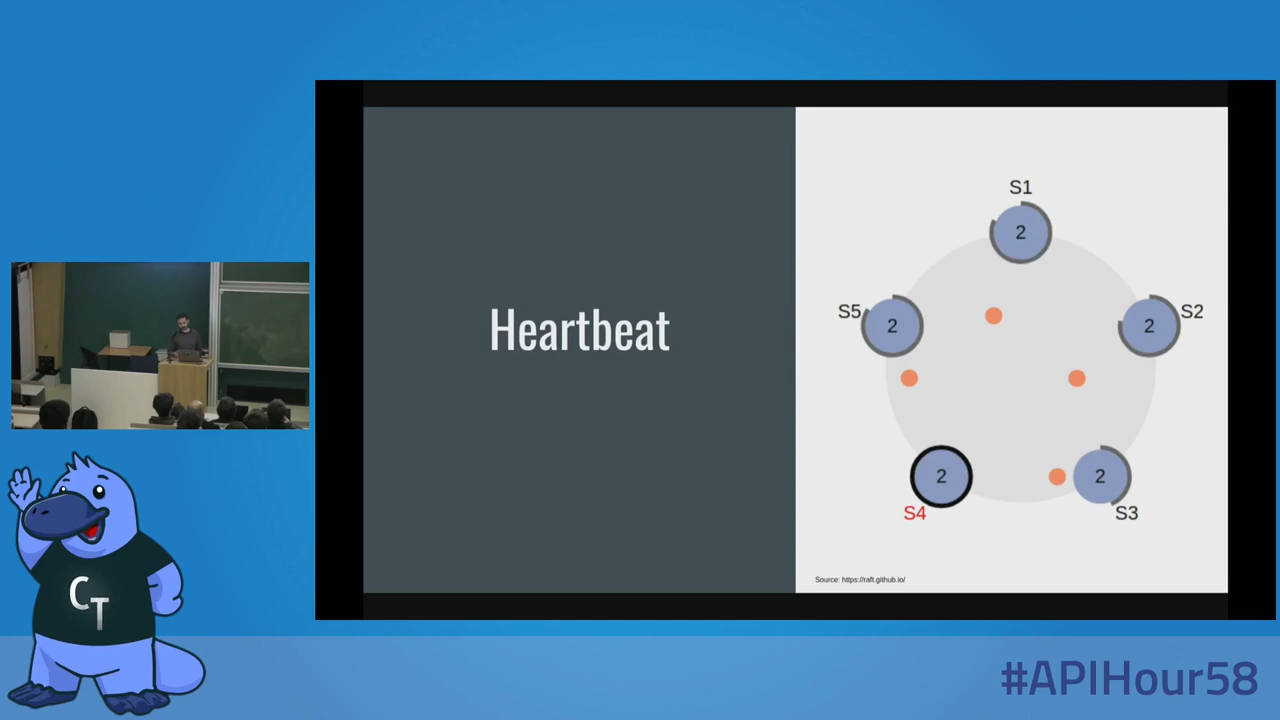 Heartbeat
S1
2
S5
2
2
S2
2
S4
2
S3
Source: https://raft.github.io/
CT
#APIHour58